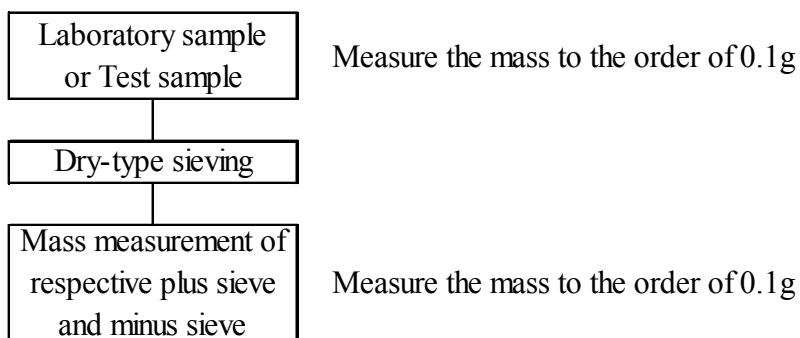 Laboratory sample
or Test sample
Measure the mass to the order of 0.1g
Dry-type sieving
Mass measurement of
respective plus sieve
and minus sieve
Measure the mass to the order of 0.1g